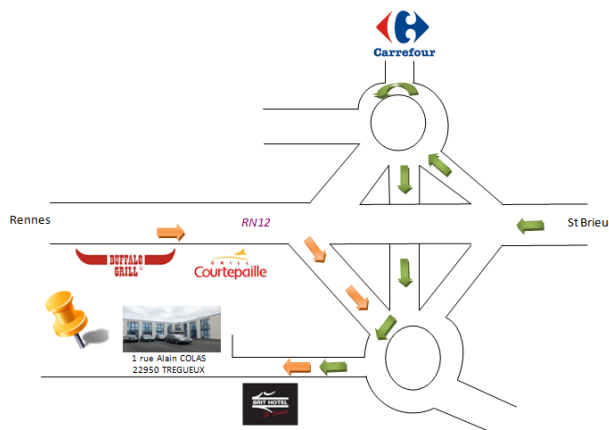 Carrefour
Rennes
RN12
St Brieu
BUFFALO
GRILL
GRILL
Courtepaille
1 rue Alain COLAS
22950 TREGUEUX
BRIT HOTEL